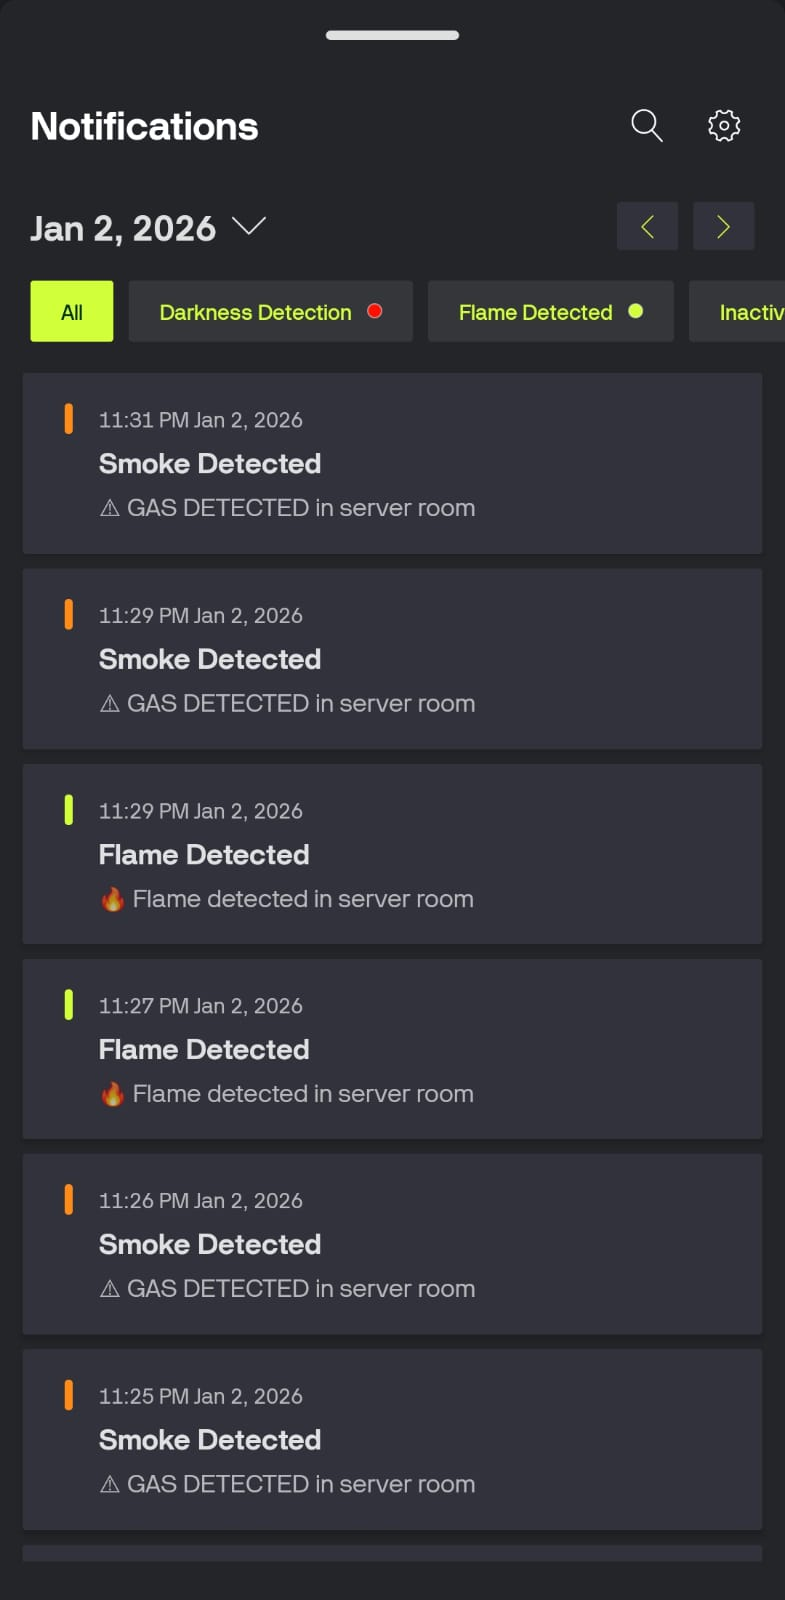 Notifications
Jan 2, 2026
All
Darkness Detection
Flame Detected
Inactiv
11:31 PM Jan 2, 2026
Smoke Detected
⚠ GAS DETECTED in server room
11:29 PM Jan 2, 2026
Smoke Detected
⚠ GAS DETECTED in server room
11:29 PM Jan 2, 2026
Flame Detected
🔥 Flame detected in server room
11:27 PM Jan 2, 2026
Flame Detected
🔥 Flame detected in server room
11:26 PM Jan 2, 2026
Smoke Detected
⚠ GAS DETECTED in server room
11:25 PM Jan 2, 2026
Smoke Detected
⚠ GAS DETECTED in server room